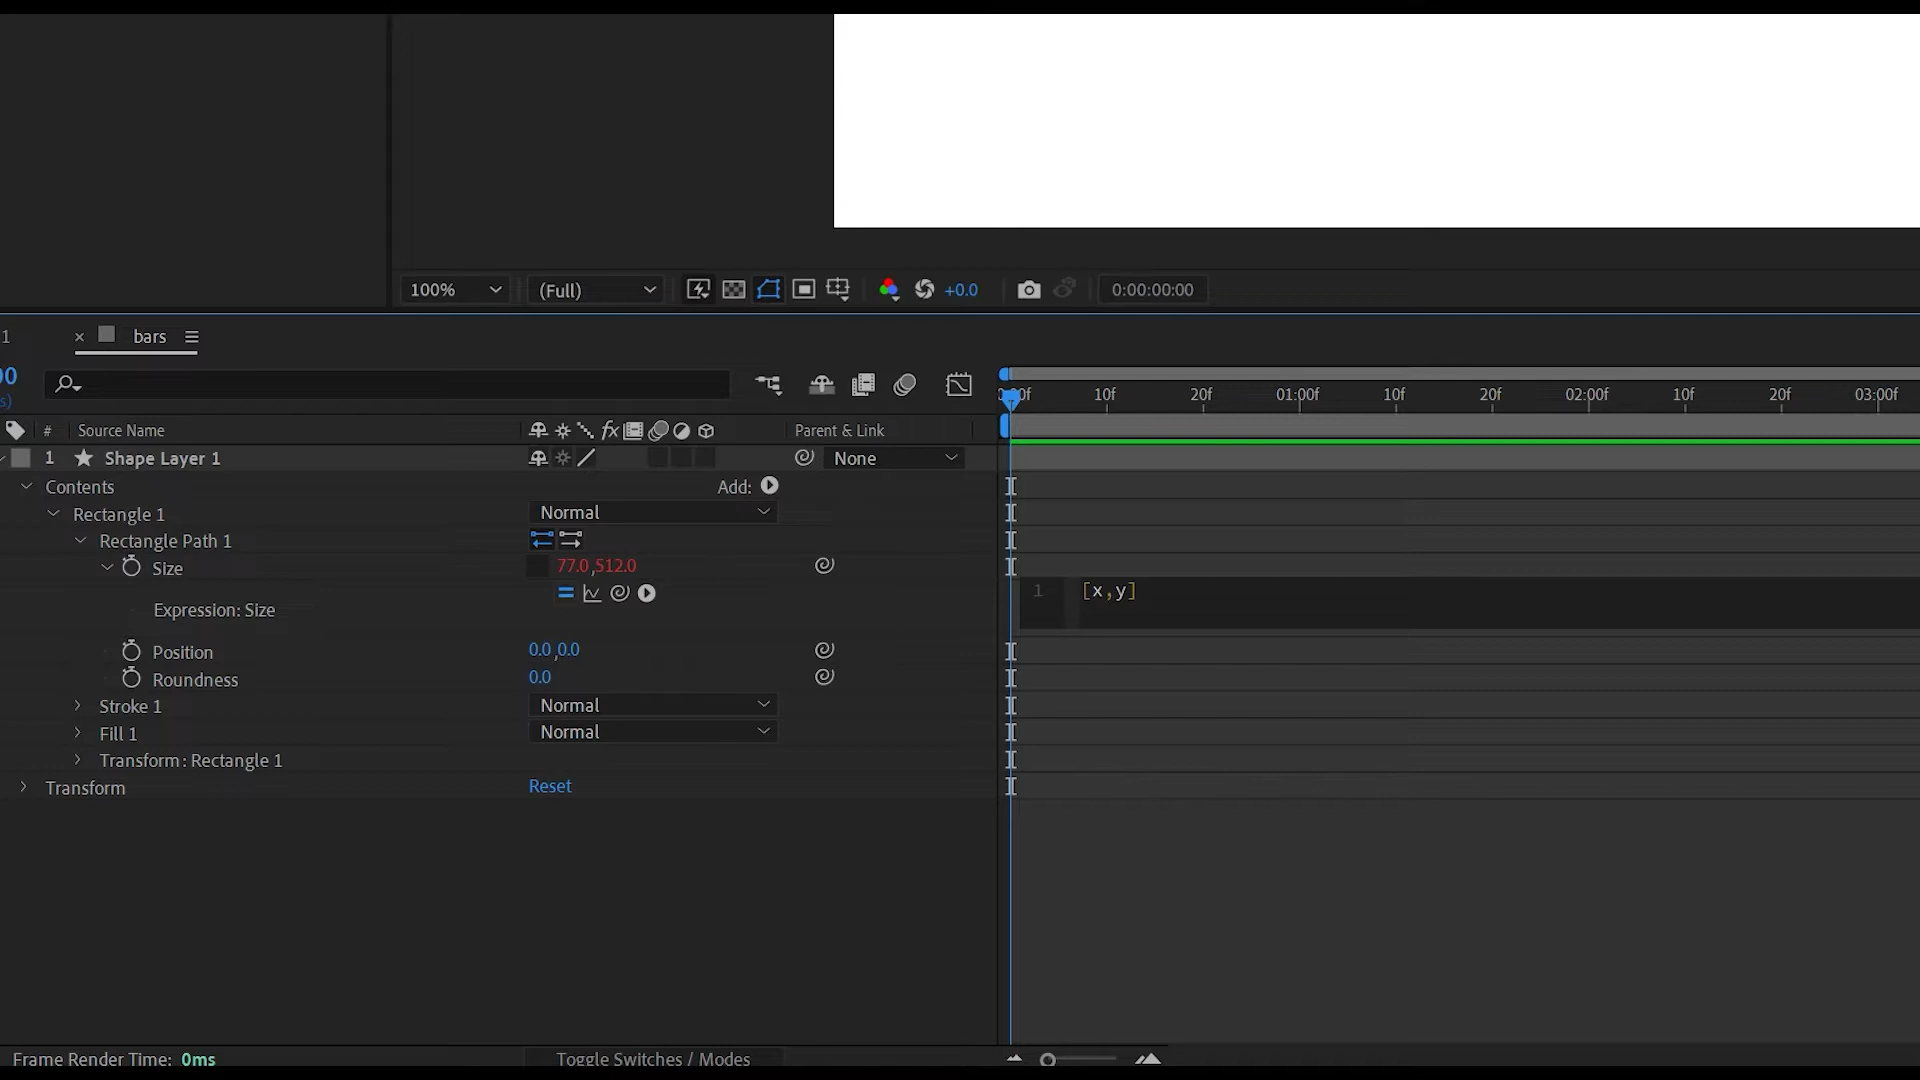 100%
(Full)
+0.0
0:00:00:00
1
× bars
00
s)
# Source Name
Parent & Link
10f 20f 01:00f 10f 20f 02:00f 10f 20f 03:00f
1 Shape Layer 1
None
Contents
Add:
Rectangle 1
Normal
Rectangle Path 1
Size
77.0,512.0
Expression: Size
1 [x,y]
Position
0.0,0.0
Roundness
0.0
Stroke 1
Normal
Fill 1
Normal
Transform: Rectangle 1
Transform
Reset
Frame Render Time: 0ms
Toggle Switches / Modes